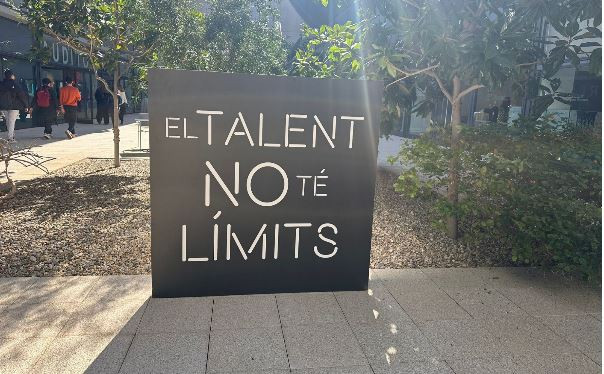 EL TALENT
NO TÉ
LÍMITS